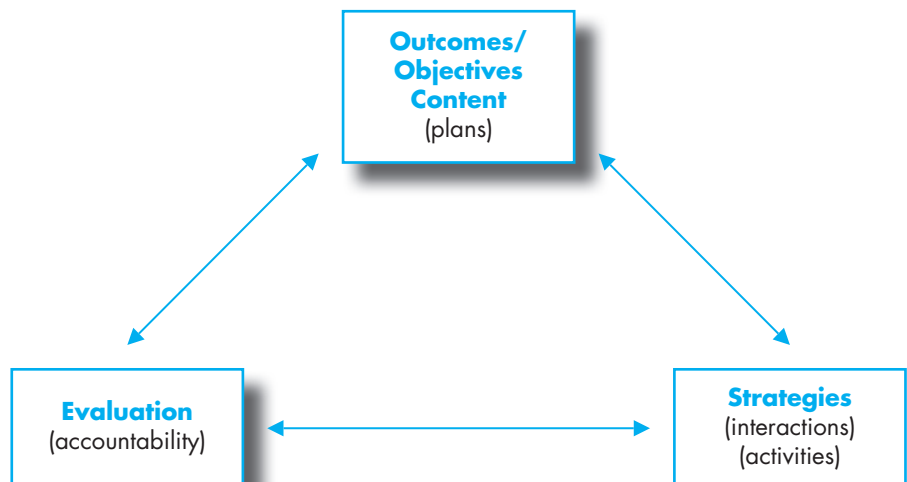 Outcomes/
Objectives
Content
(plans)
Evaluation
(accountability)
Strategies
(interactions)
(activities)